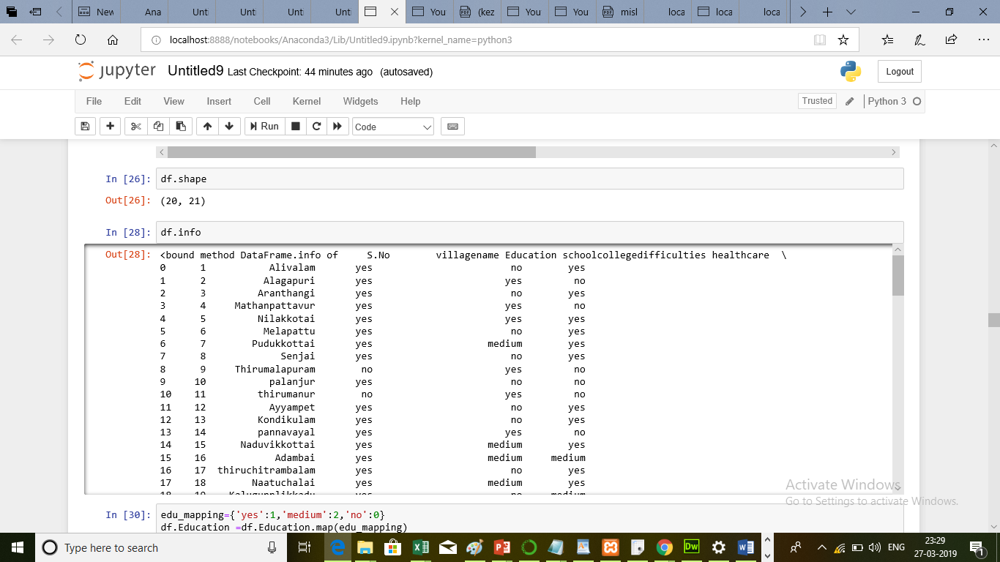 New
Ana
Unti
Unti
Unti
Unti
You
(kez
You
You
misl
loca
loca
loca
localhost:8888/notebooks/Anaconda3/Lib/Untitled9.ipynb?kernel_name=python3
jupyter Untitled9 Last Checkpoint: 44 minutes ago (autosaved)
Logout
File Edit View Insert Cell Kernel Widgets Help
Trusted Python 3
Run Code
In [26]: df.shape
Out[26]: (20, 21)
In [28]: df.info
Out[28]: <bound method DataFrame.info of S.No villagename Education schoolcollegedifficulties healthcare \
0 1 Alivalam yes no yes
1 2 Alagapuri yes yes no
2 3 Aranthangi yes no yes
3 4 Mathanpattavur yes yes no
4 5 Nilakkotai yes yes yes
5 6 Melapattu yes no yes
6 7 Pudukkottai yes medium yes
7 8 Senjai yes no yes
8 9 Thirumalapuram no yes no
9 10 palanjur yes no no
10 11 thirumanur no yes no
11 12 Ayyampet yes no yes
12 13 Kondikulam yes no yes
13 14 pannavayal yes yes no
14 15 Naduvikkottai yes medium yes
15 16 Adambai yes medium medium
16 17 thiruchitrambalam yes no yes
17 18 Naatuchalai yes medium yes
18 19 yes no medium
Activate Windows
Go to Settings to activate Windows.
In [30]: edu_mapping={'yes':1,'medium':2,'no':0}
df.Education =df.Education.map(edu_mapping)
Type here to search
Dw
ENG
23:29
27-03-2019
1